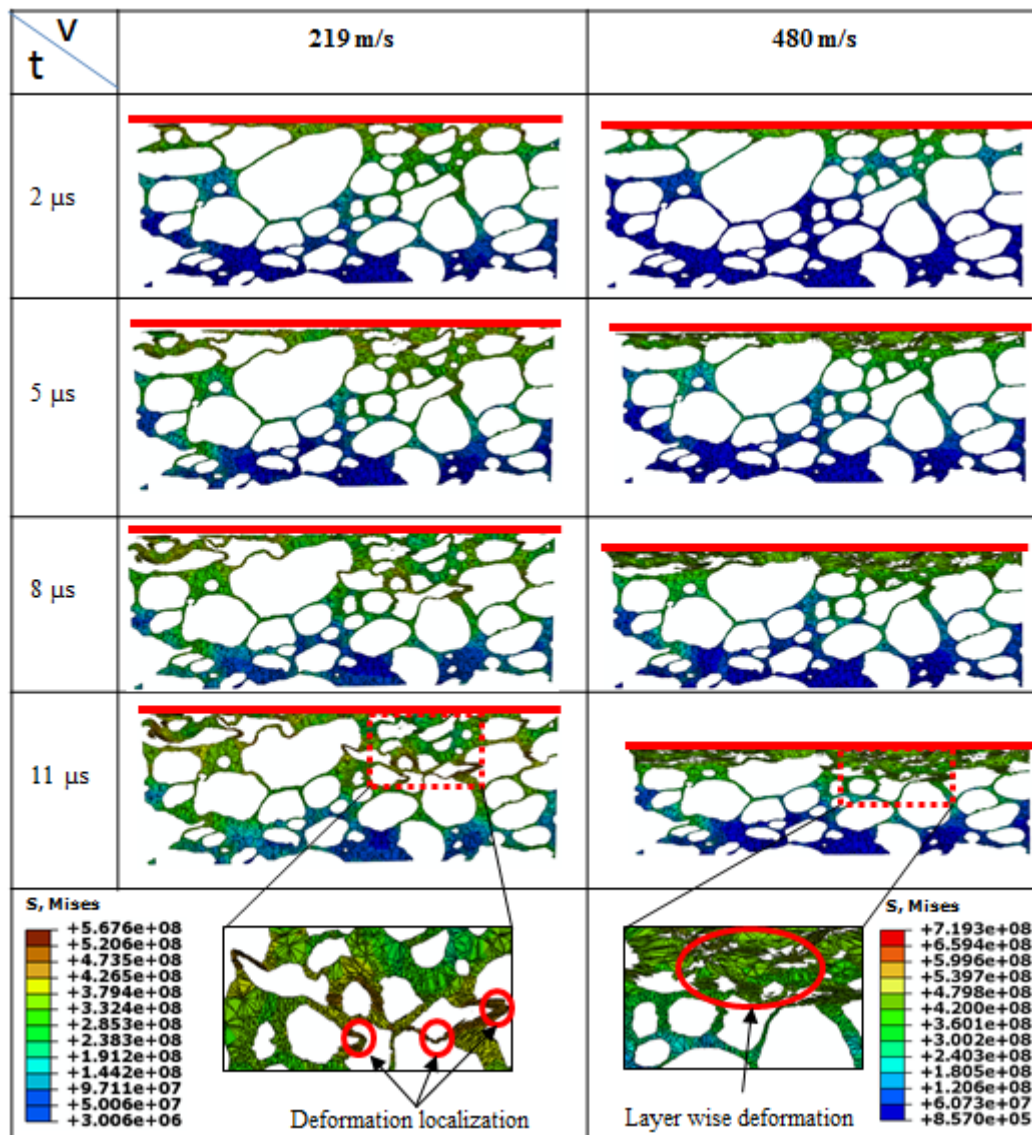 V
t
219 m/s
480 m/s
2 µs
5 µs
8 µs
11 µs
S, Mises
+5.676e+08
+5.206e+08
+4.735e+08
+4.265e+08
+3.794e+08
+3.324e+08
+2.853e+08
+2.383e+08
+1.912e+08
+1.442e+08
+9.711e+07
+5.006e+07
+3.006e+06
Deformation localization
Layer wise deformation
S, Mises
+7.193e+08
+6.594e+08
+5.996e+08
+5.397e+08
+4.798e+08
+4.200e+08
+3.601e+08
+3.002e+08
+2.403e+08
+1.805e+08
+1.206e+08
+6.073e+07
+8.570e+05